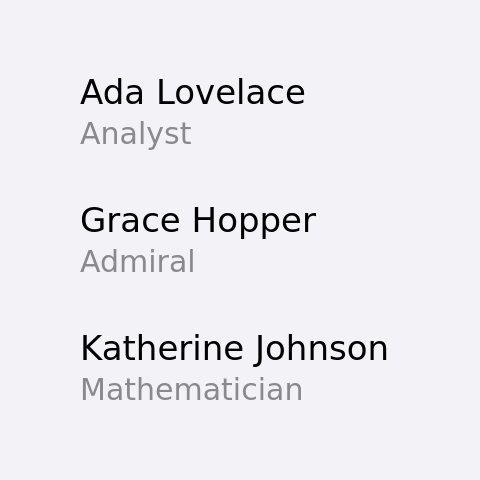 Ada Lovelace
Analyst
Grace Hopper
Admiral
Katherine Johnson
Mathematician